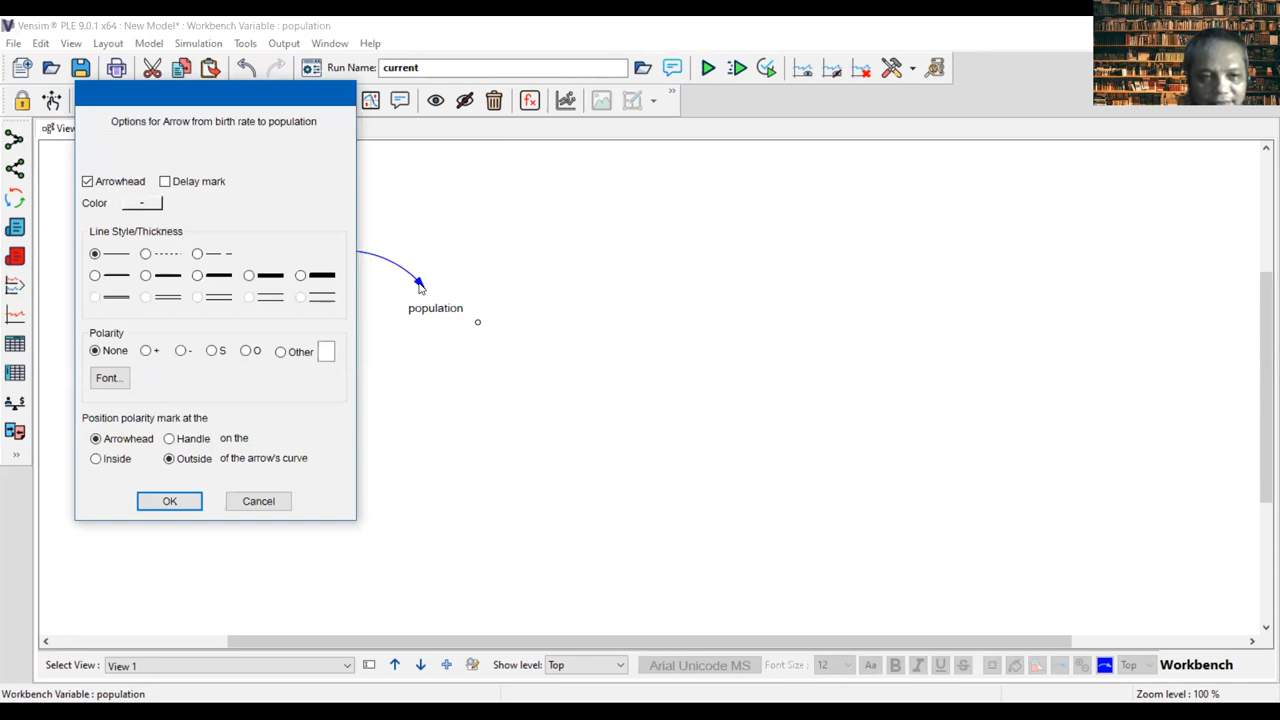 Vensim® PLE 9.0.1 x64 : New Model* : Workbench Variable : population
File Edit View Layout Model Simulation Tools Output Window Help
Run Name: current
View
Options for Arrow from birth rate to population
Arrowhead Delay mark
Color -
Line Style/Thickness
population
Polarity
None + - S O Other
Font...
Position polarity mark at the
Arrowhead Handle on the
Inside Outside of the arrow's curve
OK Cancel
Select View : View 1 Show level: Top Arial Unicode MS Font Size : 12 Aa B I U S Top Workbench
Workbench Variable : population Zoom level : 100 %